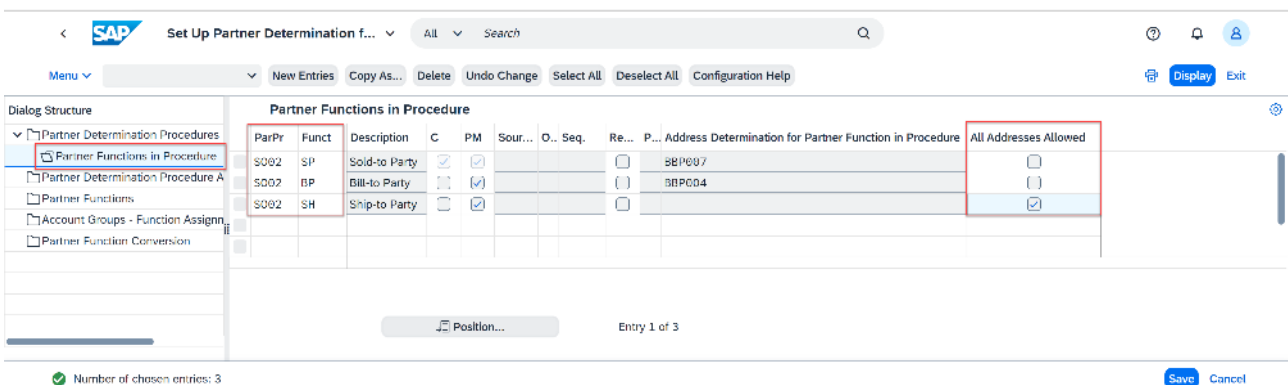 SAP Set Up Partner Determination f... All Search
Menu New Entries Copy As... Delete Undo Change Select All Deselect All Configuration Help Display Exit
Dialog Structure
Partner Determination Procedures
Partner Functions in Procedure
Partner Determination Procedure A
Partner Functions
Account Groups - Function Assignn
Partner Function Conversion
Partner Functions in Procedure
ParPr Funct Description C PM Sour... O.. Seq. Re... P... Address Determination for Partner Function in Procedure All Addresses Allowed
SO02 SP Sold-to Party BBP007
SO02 BP Bill-to Party BBP004
SO02 SH Ship-to Party
Position... Entry 1 of 3
Number of chosen entries: 3 Save Cancel